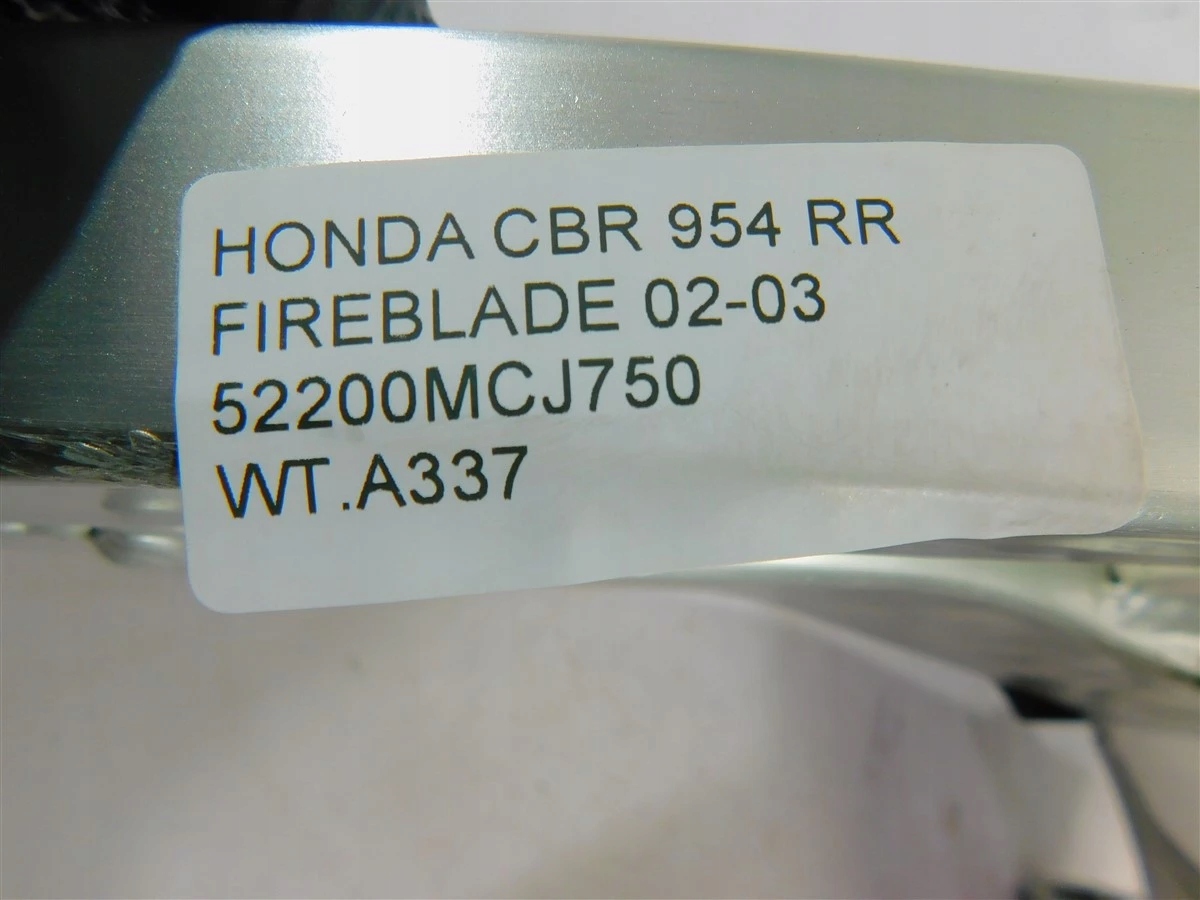 HONDA CBR 954 RR
FIREBLADE 02-03
52200MCJ750
WT.A337